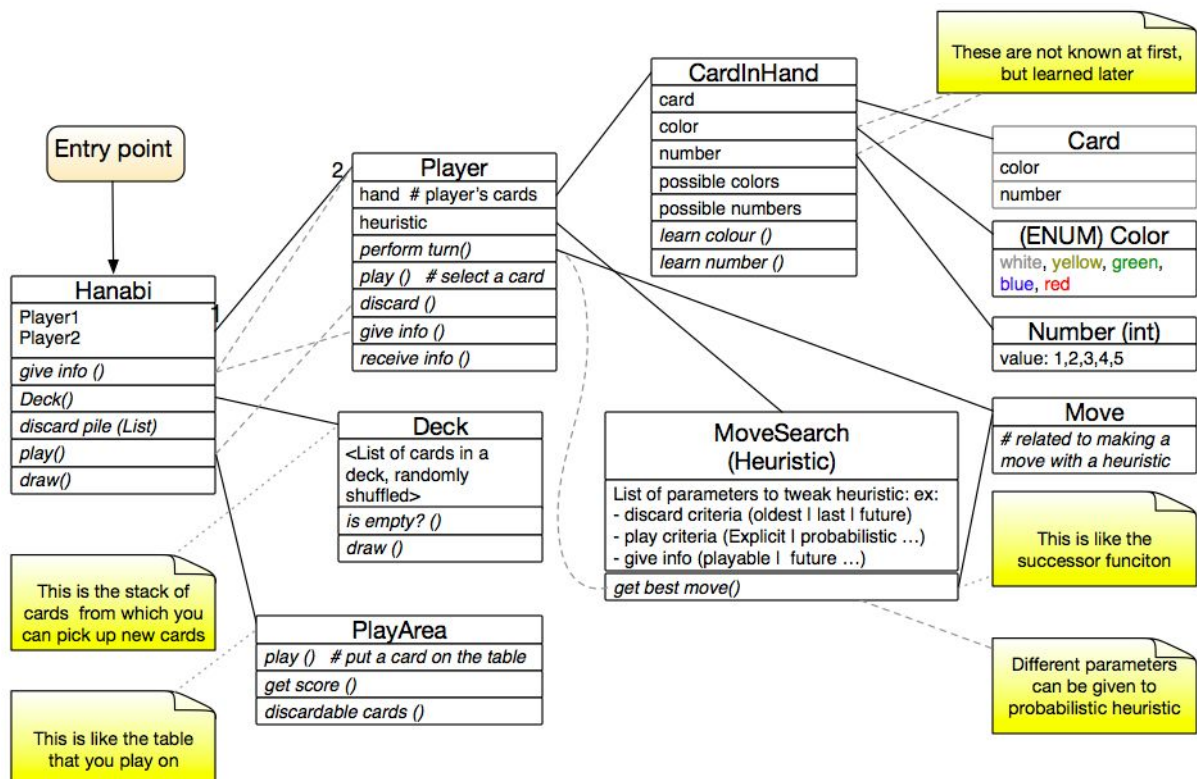 Entry point
Hanabi
Player1
Player2
give info ()
Deck()
discard pile (List)
play()
draw()
1
2
Player
hand # player's cards
heuristic
perform turn()
play () # select a card
discard ()
give info ()
receive info ()
Deck
<List of cards in a
deck, randomly
shuffled>
is empty? ()
draw ()
PlayArea
play () # put a card on the table
get score ()
discardable cards ()
This is the stack of
cards from which you
can pick up new cards
This is like the table
that you play on
CardInHand
card
color
number
possible colors
possible numbers
learn colour ()
learn number ()
MoveSearch
(Heuristic)
List of parameters to tweak heuristic: ex:
- discard criteria (oldest | last | future)
- play criteria (Explicit | probabilistic ...)
- give info (playable | future ...)
get best move()
These are not known at first,
but learned later
Card
color
number
(ENUM) Color
white, yellow, green,
blue, red
Number (int)
value: 1,2,3,4,5
Move
# related to making a
move with a heuristic
This is like the
successor funciton
Different parameters
can be given to
probabilistic heuristic